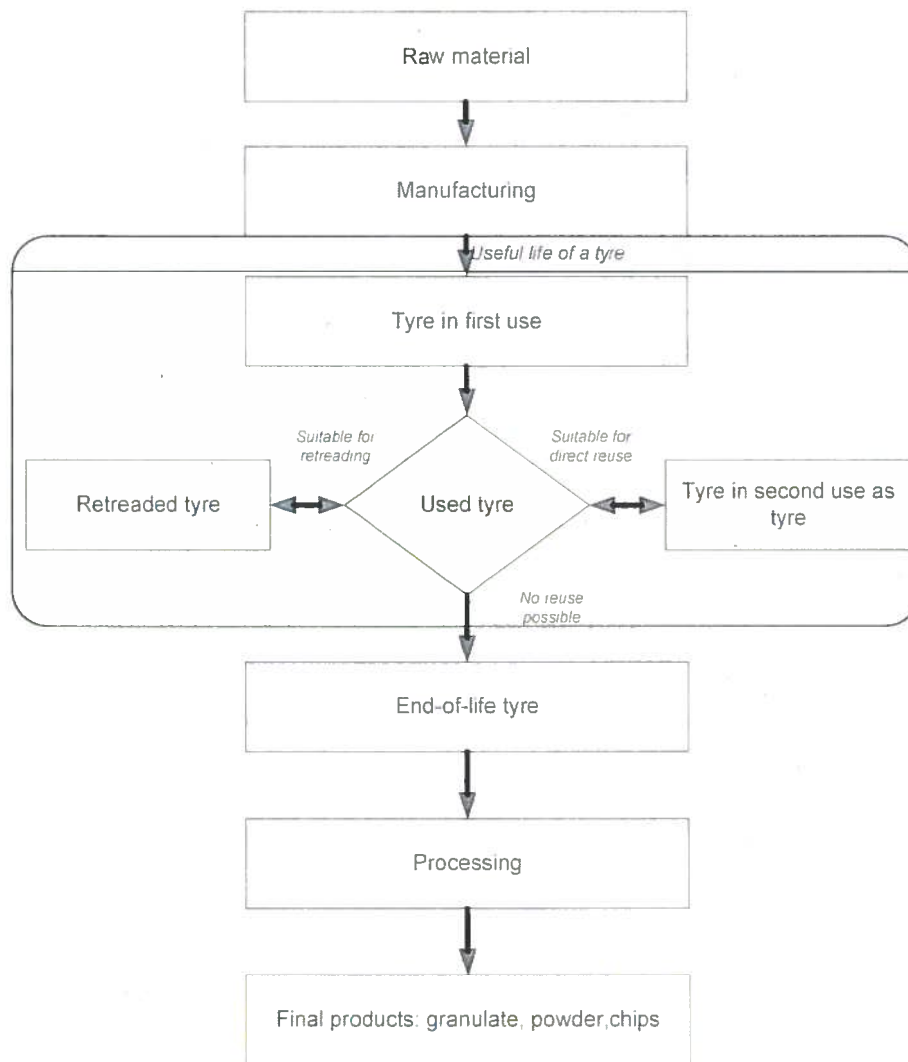 Raw material
Manufacturing
Useful life of a tyre
Tyre in first use
Suitable for
retreading
Suitable for
direct reuse
Retreaded tyre
Used tyre
Tyre in second use as
tyre
No reuse
possible
End-of-life tyre
Processing
Final products: granulate, powder,chips